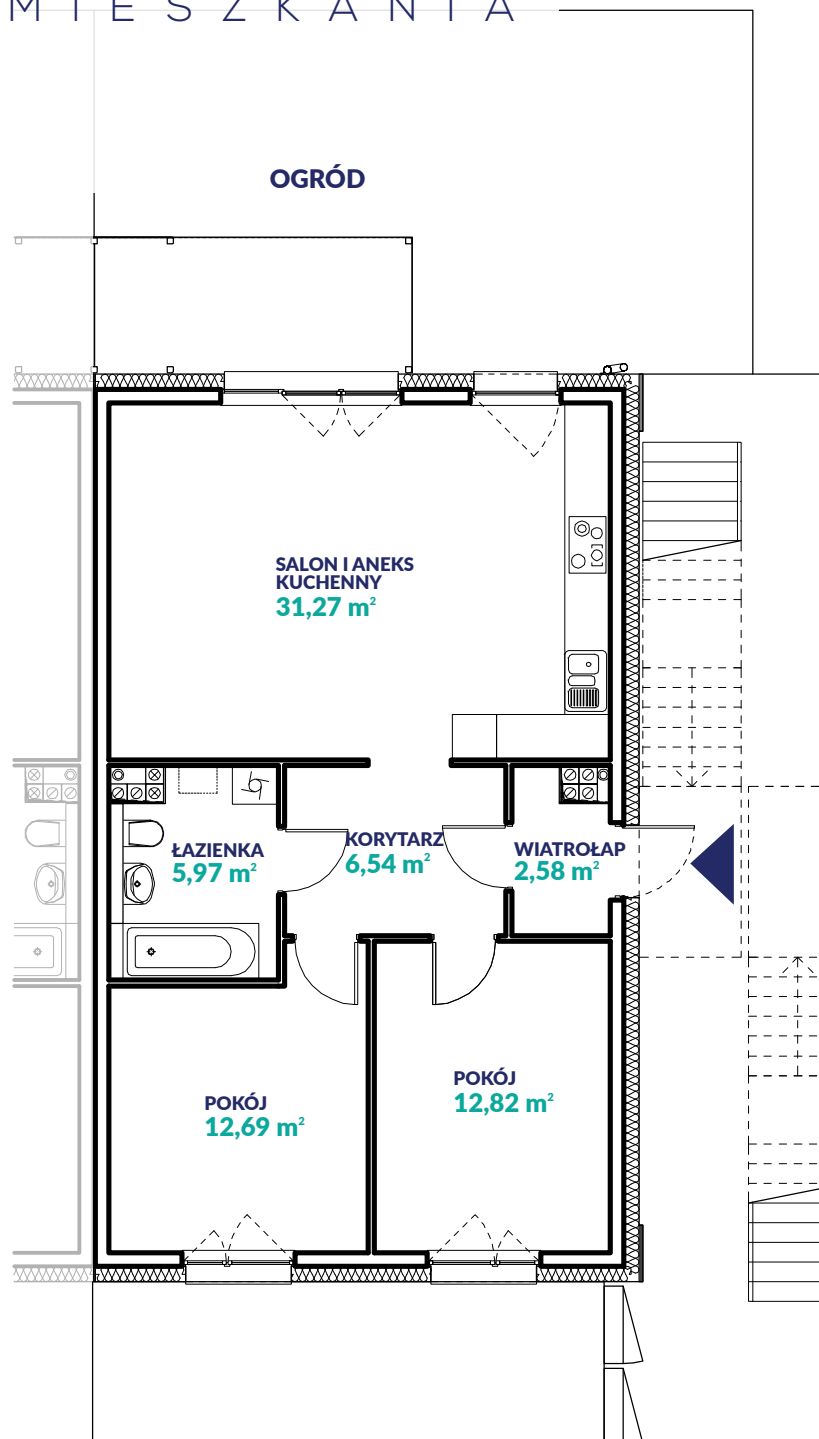 MIESZKANIA
OGRÓD
SALON I ANEKS
KUCHENNY
31,27 m²
ŁAZIENKA
5,97 m²
KORYTARZ
6,54 m²
WIATROŁAP
2,58 m²
POKÓJ
12,69 m²
POKÓJ
12,82 m²